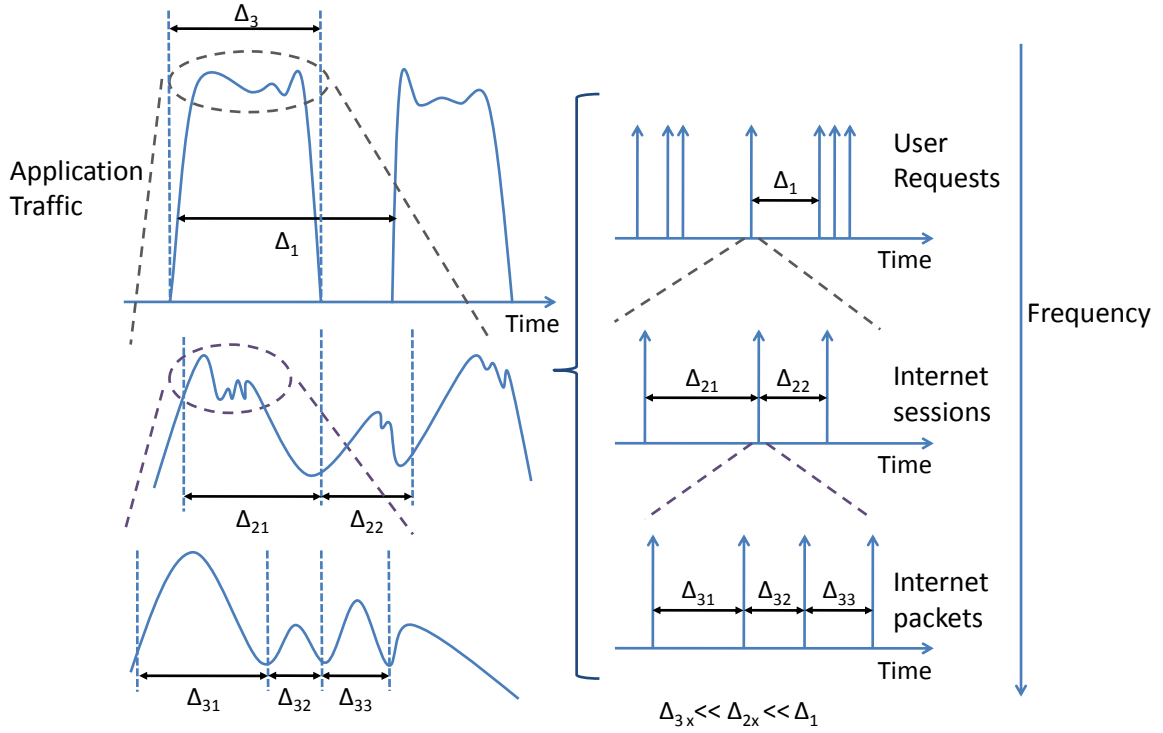 Δ3
Application
Traffic
Δ1
Time
Δ21
Δ22
Δ31
Δ32
Δ33
User
Requests
Δ1
Time
Internet
sessions
Δ21
Δ22
Time
Internet
packets
Δ31
Δ32
Δ33
Time
Δ3x<< Δ2x << Δ1
Frequency